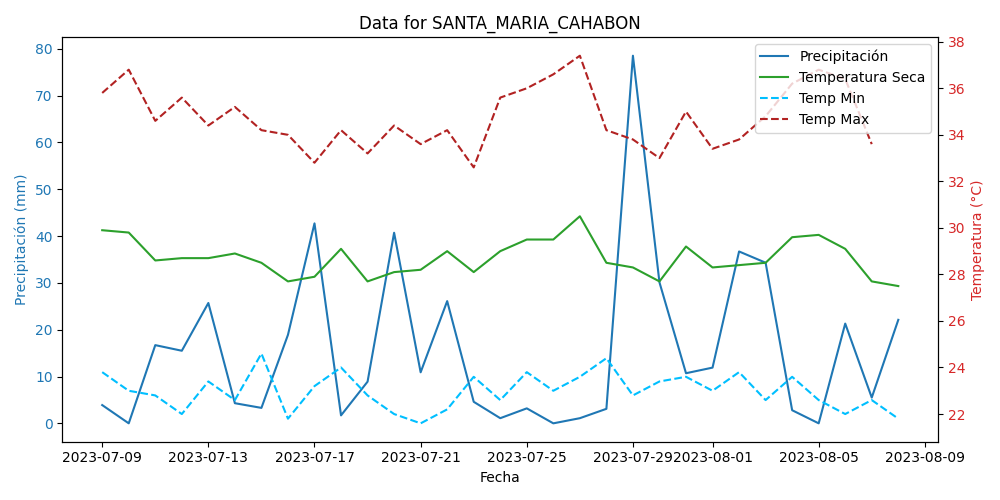 Data for SANTA_MARIA_CAHABON
80
70
60
50
40
30
20
10
0
Precipitación (mm)
38
36
34
32
30
28
26
24
22
Temperatura (°C)
Precipitación
Temperatura Seca
Temp Min
Temp Max
2023-07-09 2023-07-13 2023-07-17 2023-07-21 2023-07-25 2023-07-29 2023-08-01 2023-08-05 2023-08-09
Fecha